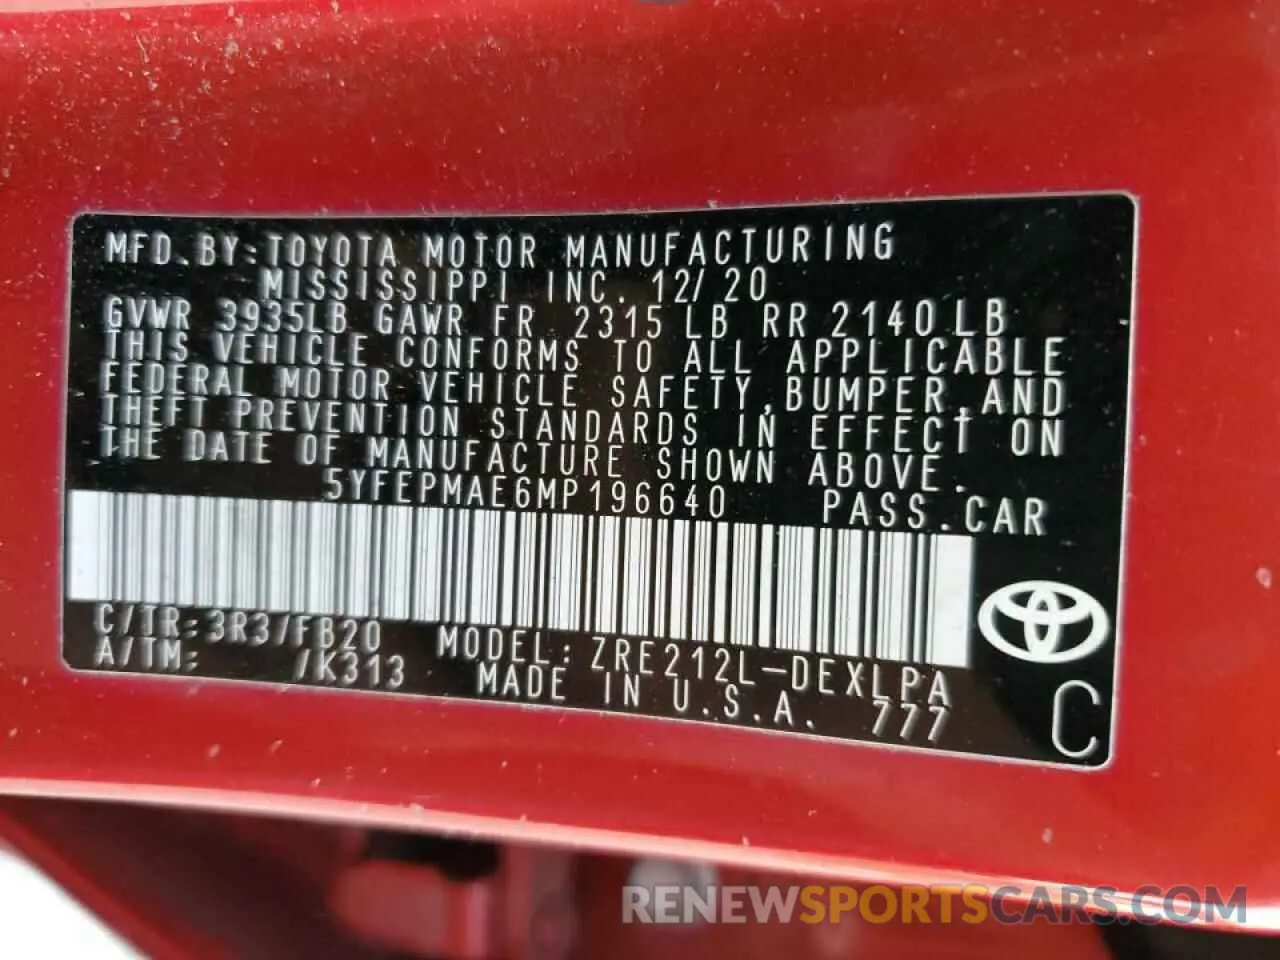 MFD. BY: TOYOTA MOTOR MANUFACTURING
MISSISSIPPI INC. 12/20
GVWR 3935LB GAWR FR 2315 LB RR 2140 LB
THIS VEHICLE CONFORMS TO ALL APPLICABLE
FEDERAL MOTOR VEHICLE SAFETY, BUMPER, AND
THEFT PREVENTION STANDARDS IN EFFECT ON
THE DATE OF MANUFACTURE SHOWN ABOVE.
5YFEPMAE6MP196640 PASS. CAR
C/TR: 3R3/FB20 MODEL: ZRE212L-DEXLPA
A/TM: /K313 MADE IN U.S.A. 777
C
RENEWSPORTSCARS.COM